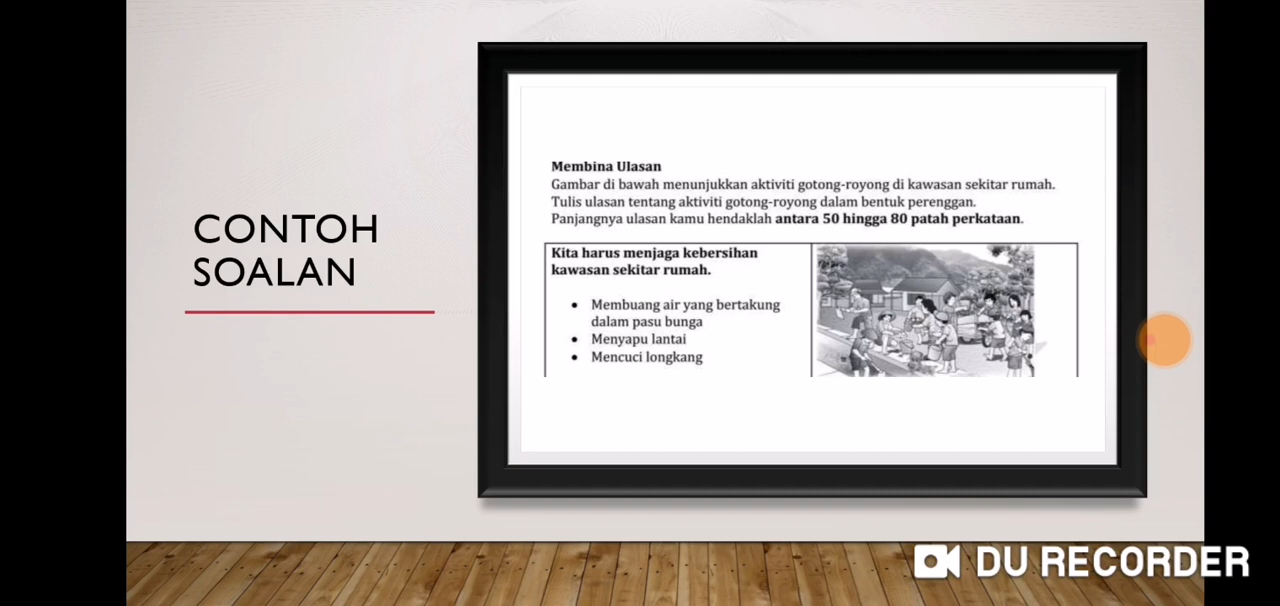 CONTOH
SOALAN
Membina Ulasan
Gambar di bawah menunjukkan aktiviti gotong-royong di kawasan sekitar rumah.
Tulis ulasan tentang aktiviti gotong-royong dalam bentuk perenggan.
Panjangnya ulasan kamu hendaklah antara 50 hingga 80 patah perkataan.
Kita harus menjaga kebersihan
kawasan sekitar rumah.
• Membuang air yang bertakung
dalam pasu bunga
• Menyapu lantai
• Mencuci longkang
DU RECORDER